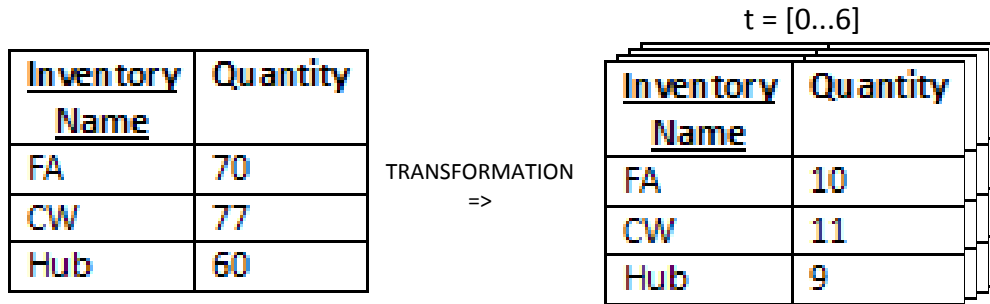 t = [0...6]
Inventory Name Quantity
FA 70
CW 77
Hub 60
TRANSFORMATION
=>
Inventory Name Quantity
FA 10
CW 11
Hub 9